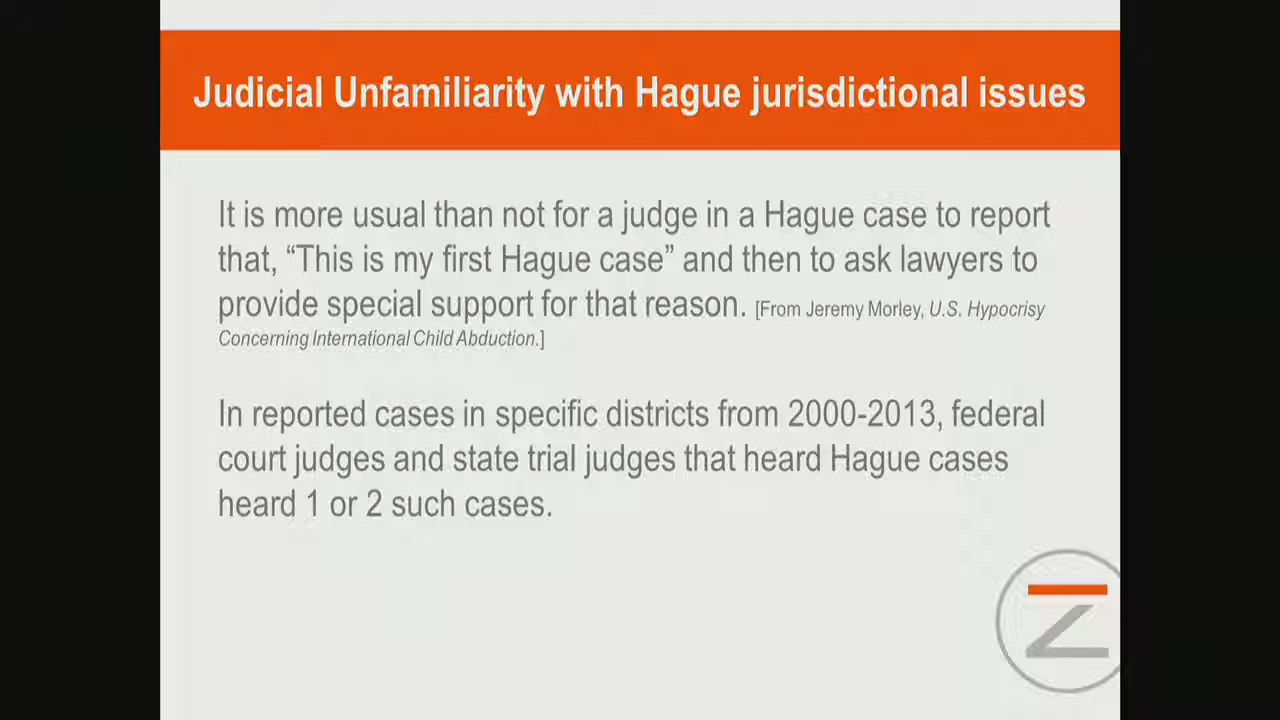 Judicial Unfamiliarity with Hague jurisdictional issues
It is more usual than not for a judge in a Hague case to report
that, “This is my first Hague case” and then to ask lawyers to
provide special support for that reason. [From Jeremy Morley, U.S. Hypocrisy
Concerning International Child Abduction.]
In reported cases in specific districts from 2000-2013, federal
court judges and state trial judges that heard Hague cases
heard 1 or 2 such cases.
Z